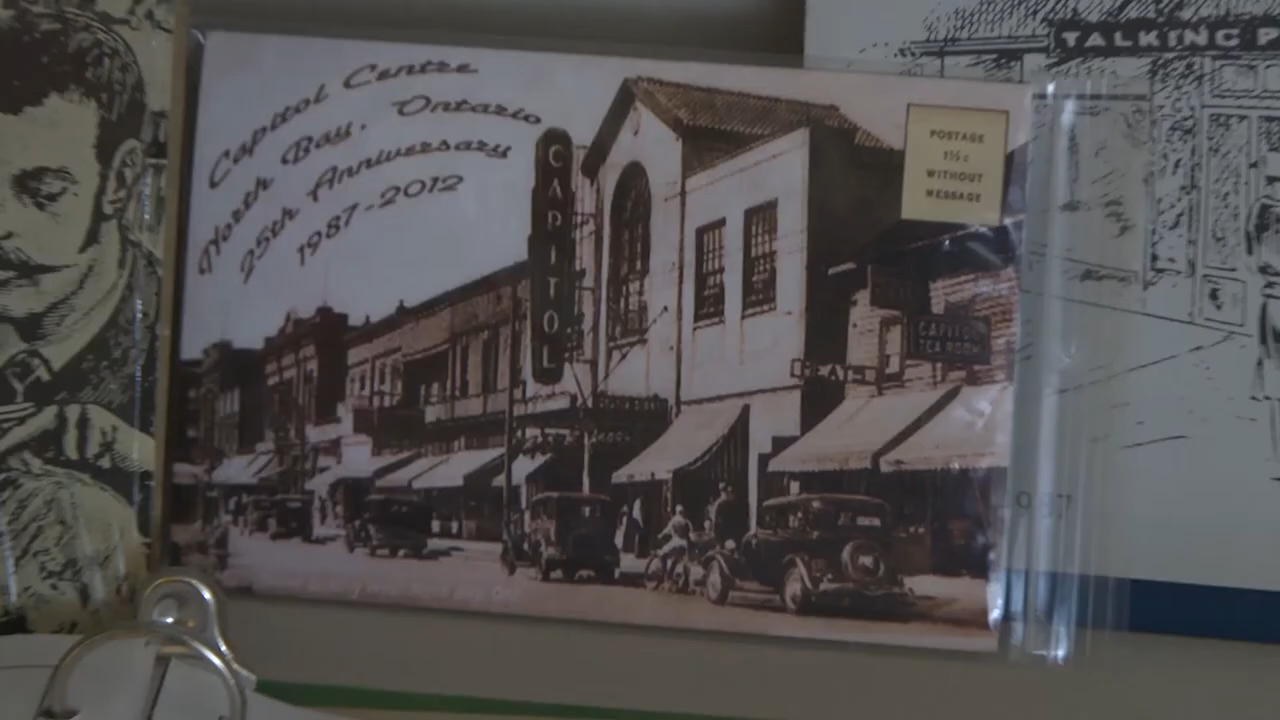 Capitol Centre
North Bay, Ontario
25th Anniversary
1987-2012
CAPITOL
POSTAGE
1½ c
WITHOUT
MESSAGE
CAPITOL
TEA ROOM
TALKING P